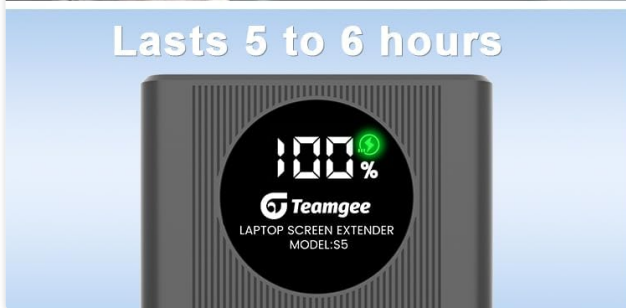 Lasts 5 to 6 hours
100%
Teamgee
LAPTOP SCREEN EXTENDER
MODEL:S5